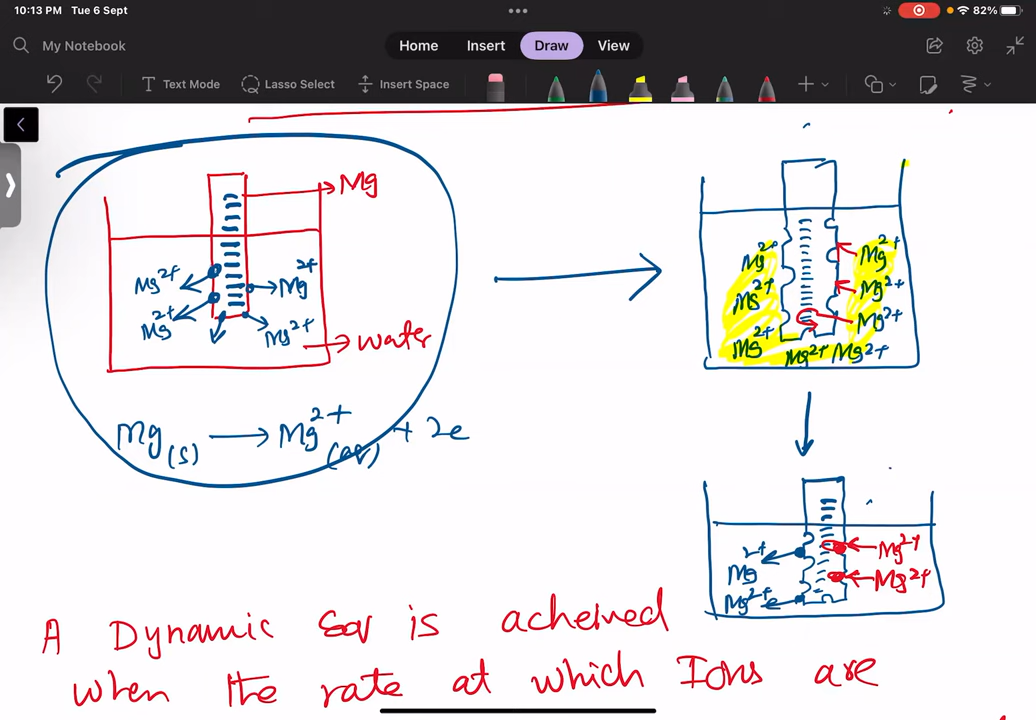 10:13 PM Tue 6 Sept
82%
My Notebook
Home Insert Draw View
Text Mode Lasso Select Insert Space
Mg
Mg2+ Mg2+
Mg2+ Mg2+
water
Mg(s) → Mg2+(aq) + 2e
Mg2+ Mg2+
Mg2+ Mg2+
Mg2+
Mg2+ Mg2+ Mg2+
Mg2+ Mg2+
Mg2+ Mg2+
A Dynamic is acheived
when the rate at which Ions are